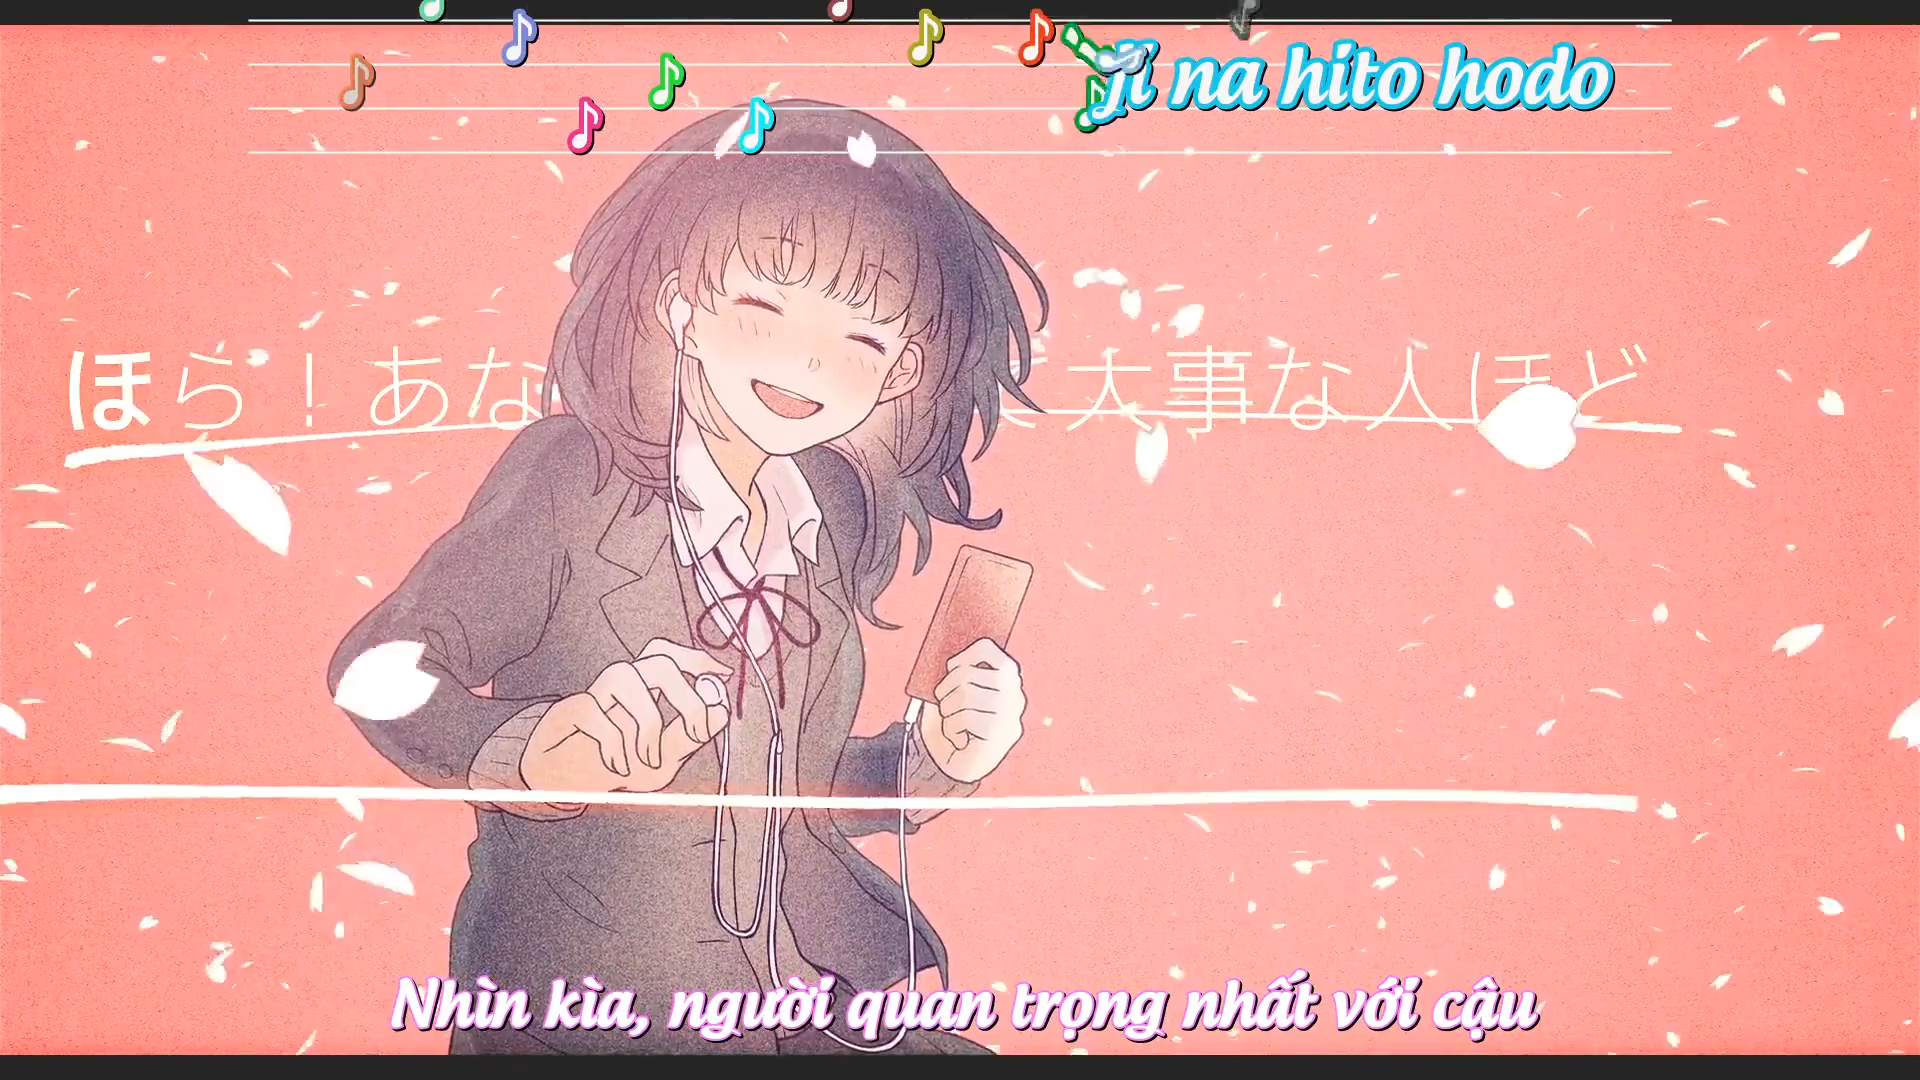 ji na hito hodo
ほら！あな に大事な人ほど
Nhìn kìa, người quan trọng nhất với cậu